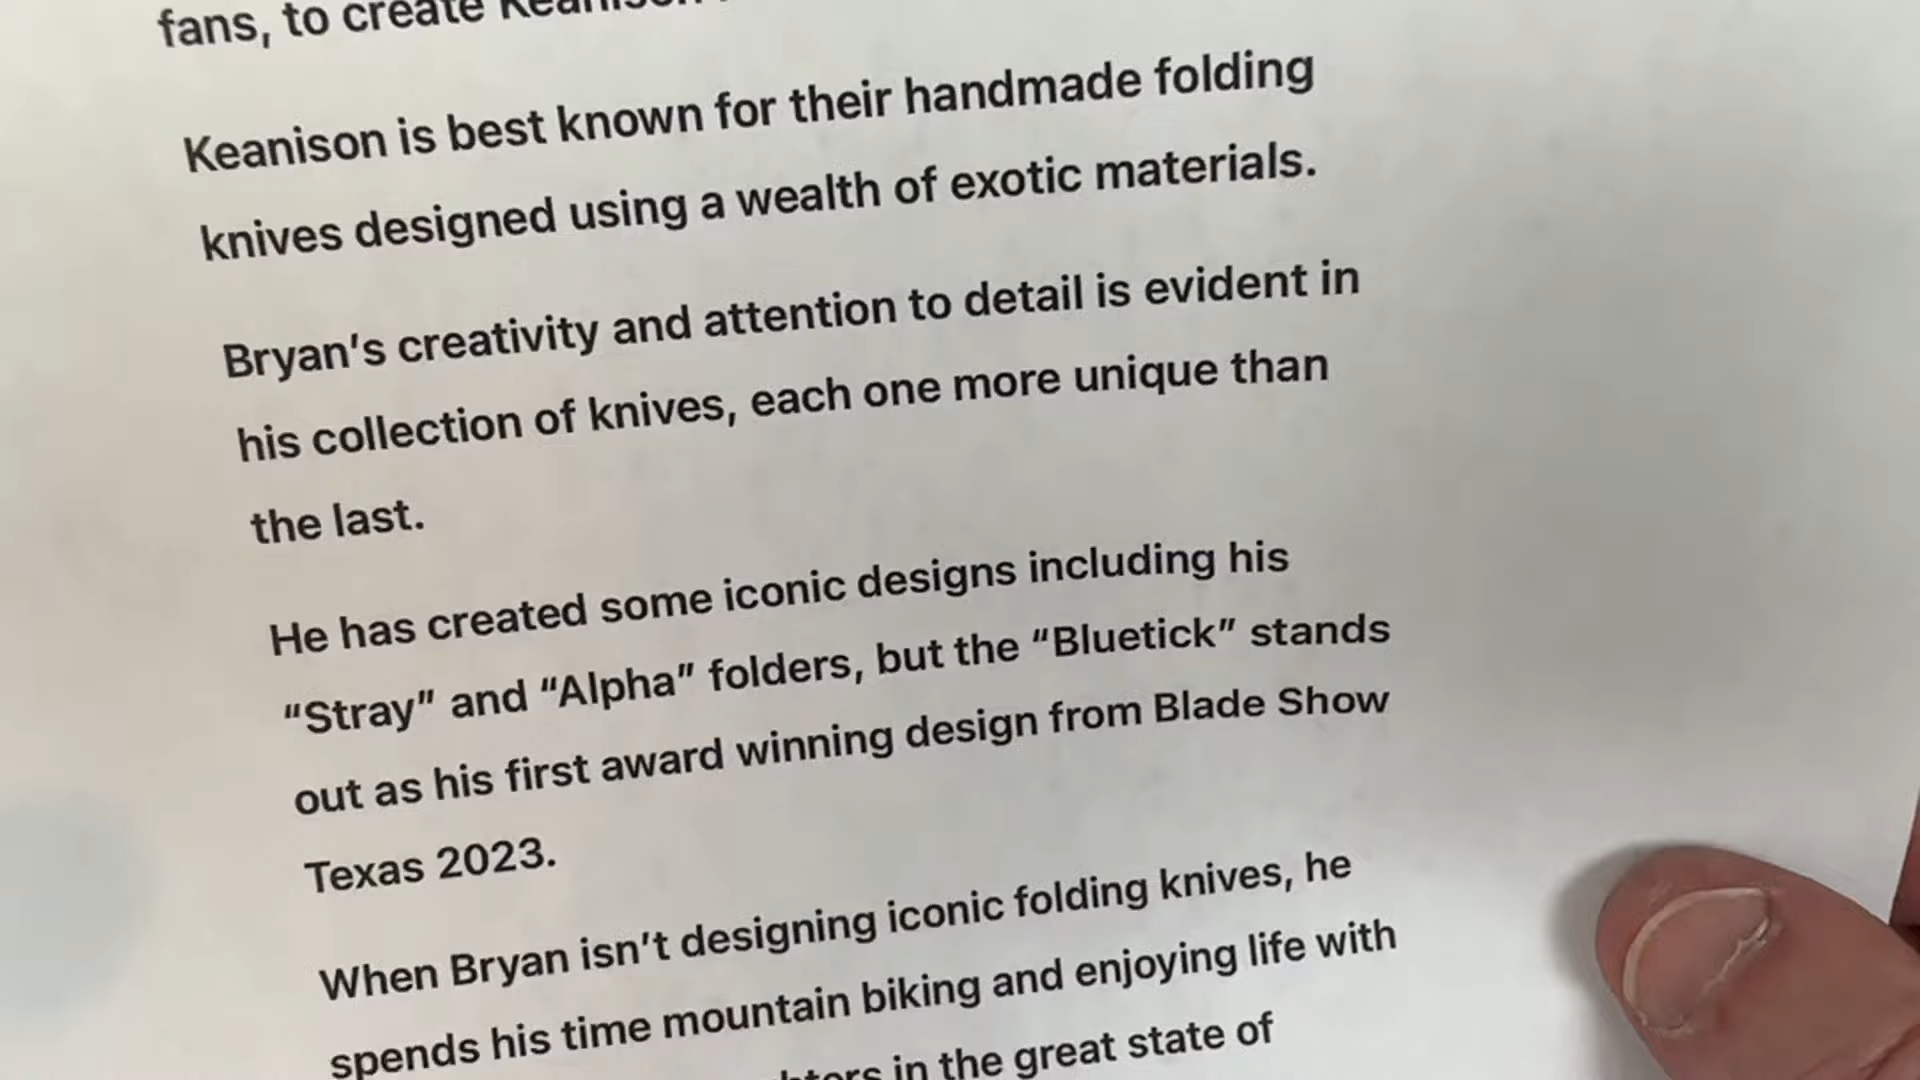 fans, to create
Keanison is best known for their handmade folding
knives designed using a wealth of exotic materials.
Bryan’s creativity and attention to detail is evident in
his collection of knives, each one more unique than
the last.
He has created some iconic designs including his
“Stray” and “Alpha” folders, but the “Bluetick” stands
out as his first award winning design from Blade Show
Texas 2023.
When Bryan isn’t designing iconic folding knives, he
spends his time mountain biking and enjoying life with
in the great state of